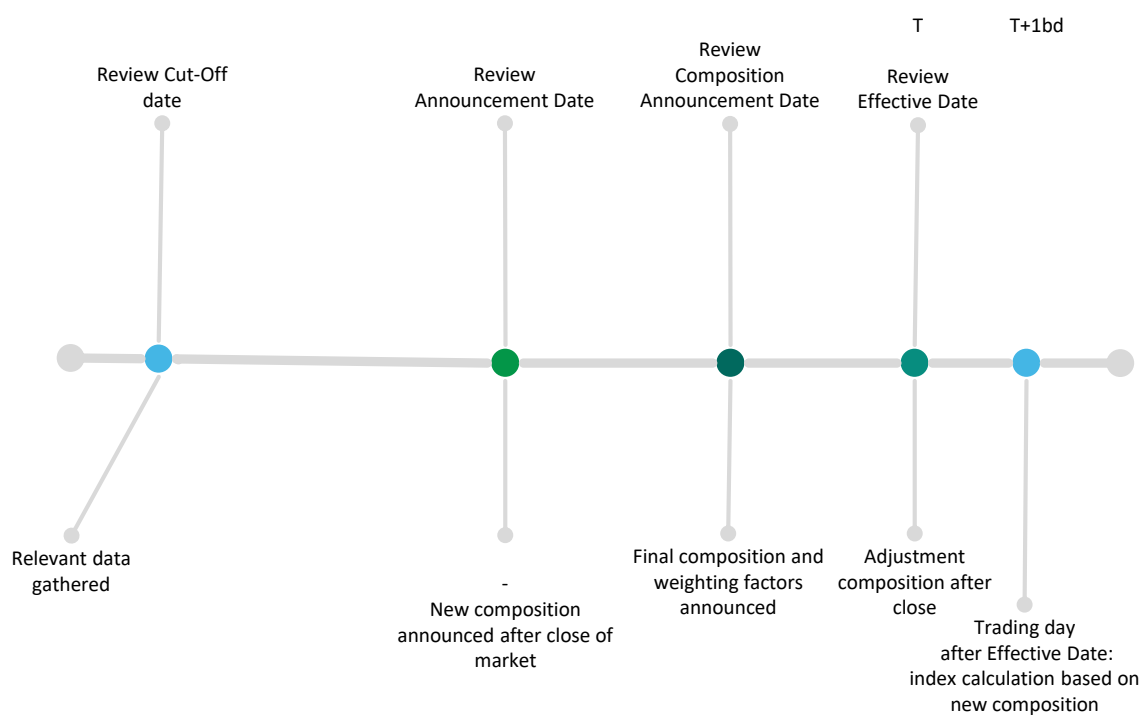 T
T+1bd
Review Cut-Off
date
Review
Announcement Date
Review
Composition
Announcement Date
Review
Effective Date
Relevant data
gathered
-
New composition
announced after close of
market
Final composition and
weighting factors
announced
Adjustment
composition after
close
Trading day
after Effective Date:
index calculation based on
new composition